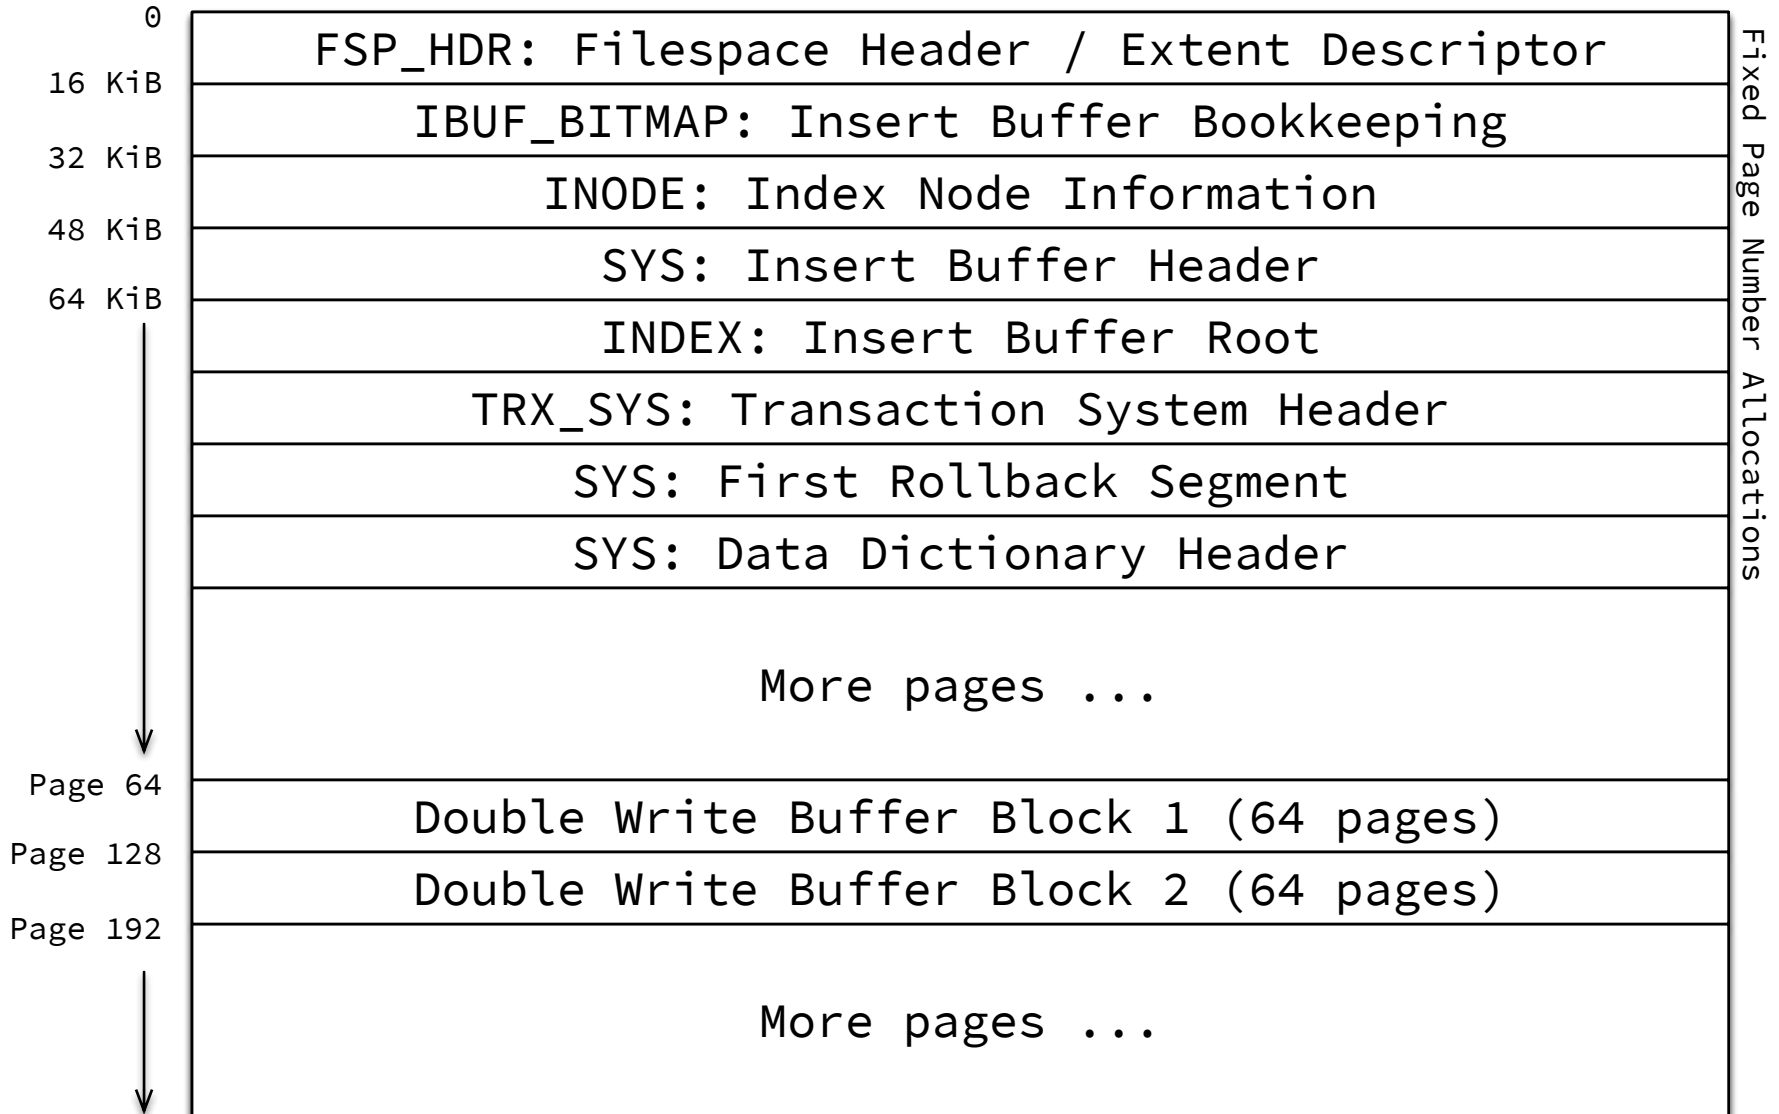 0
FSP_HDR: Filespace Header / Extent Descriptor
16 KiB
IBUF_BITMAP: Insert Buffer Bookkeeping
32 KiB
INODE: Index Node Information
48 KiB
SYS: Insert Buffer Header
64 KiB
INDEX: Insert Buffer Root
TRX_SYS: Transaction System Header
SYS: First Rollback Segment
SYS: Data Dictionary Header
Fixed Page Number Allocations
More pages ...
Page 64
Double Write Buffer Block 1 (64 pages)
Page 128
Double Write Buffer Block 2 (64 pages)
Page 192
More pages ...